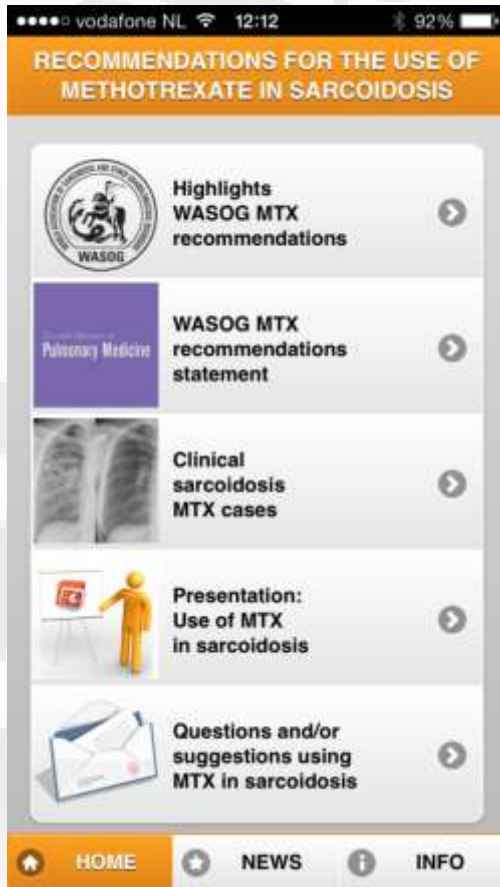 vodafone NL 12:12 92%
RECOMMENDATIONS FOR THE USE OF
METHOTREXATE IN SARCOIDOSIS
WASOG
Highlights
WASOG MTX
recommendations
Pulmonary Medicine
WASOG MTX
recommendations
statement
Clinical
sarcoidosis
MTX cases
Presentation:
Use of MTX
in sarcoidosis
Questions and/or
suggestions using
MTX in sarcoidosis
HOME NEWS INFO